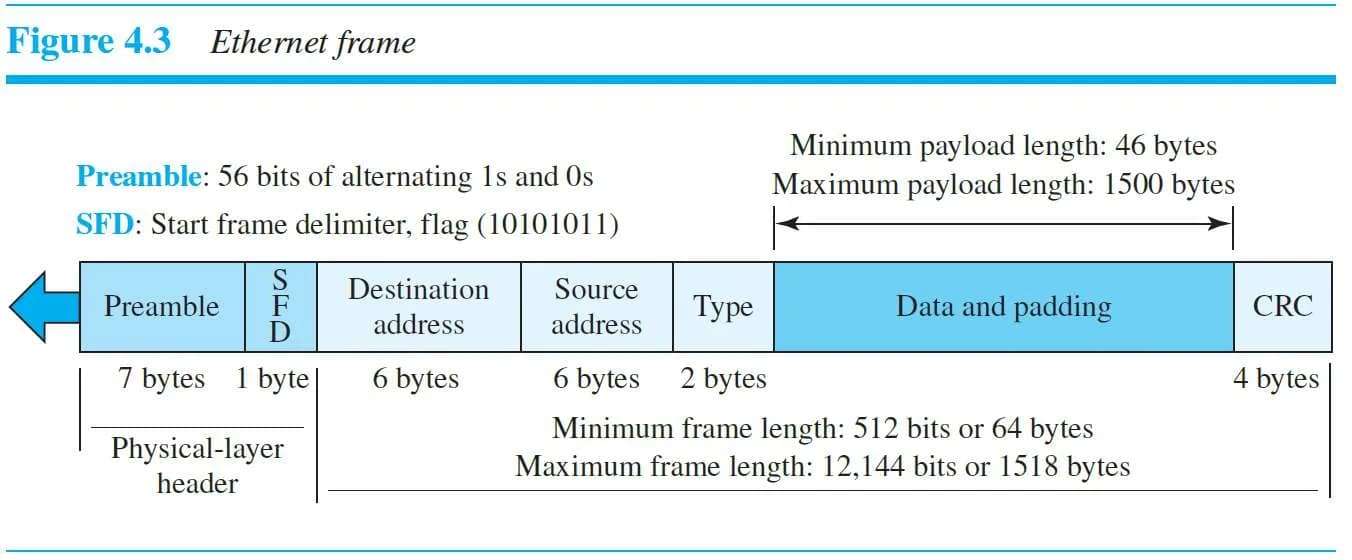 Figure 4.3 Ethernet frame
Minimum payload length: 46 bytes
Maximum payload length: 1500 bytes
Preamble: 56 bits of alternating 1s and 0s
SFD: Start frame delimiter, flag (10101011)
Preamble
SFD
Destination
address
Source
address
Type
Data and padding
CRC
7 bytes 1 byte 6 bytes 6 bytes 2 bytes 4 bytes
Physical-layer
header
Minimum frame length: 512 bits or 64 bytes
Maximum frame length: 12,144 bits or 1518 bytes